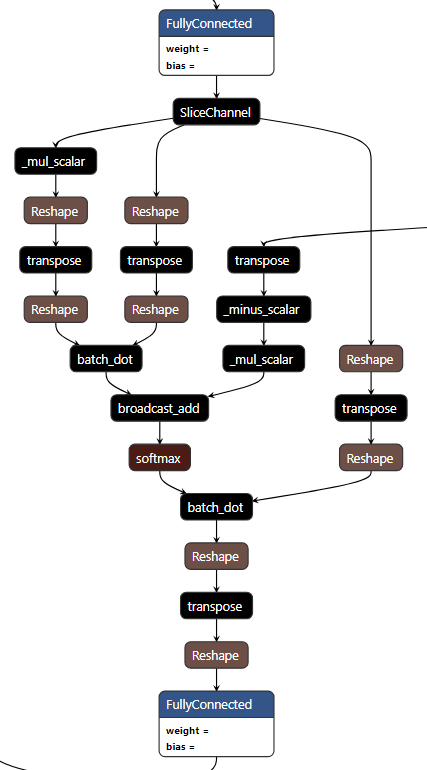 FullyConnected
weight =
bias =
SliceChannel
_mul_scalar
Reshape
Reshape
transpose
transpose
transpose
Reshape
Reshape
_minus_scalar
batch_dot
_mul_scalar
Reshape
broadcast_add
transpose
softmax
Reshape
batch_dot
Reshape
transpose
Reshape
FullyConnected
weight =
bias =